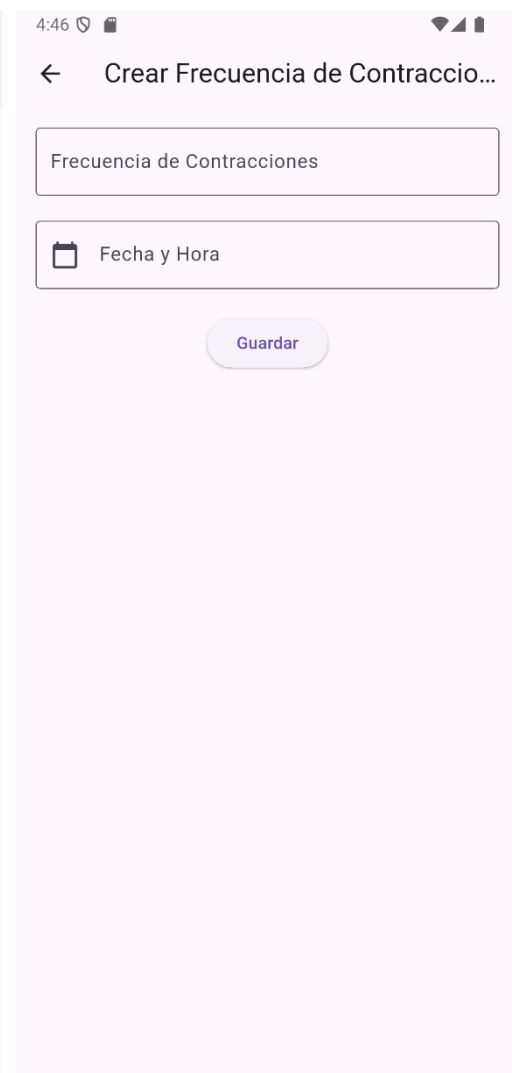 4:46
Crear Frecuencia de Contraccio...
Frecuencia de Contracciones
Fecha y Hora
Guardar